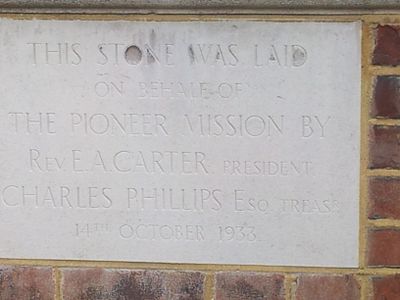 THIS STONE WAS LAID
ON BEHALF OF
THE PIONEER MISSION BY
REV. E.A.CARTER. PRESIDENT.
CHARLES PHILLIPS ESQ. TREASR.
14TH OCTOBER 1933.